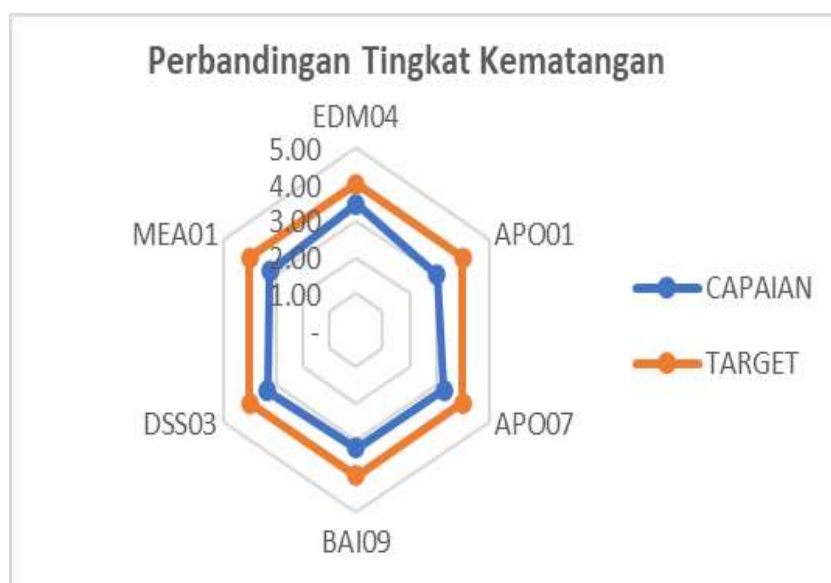 Perbandingan Tingkat Kematangan
EDM04
5.00
4.00
3.00
2.00
1.00
-
MEA01
APO01
CAPAIAN
TARGET
DSS03
APO07
BAI09